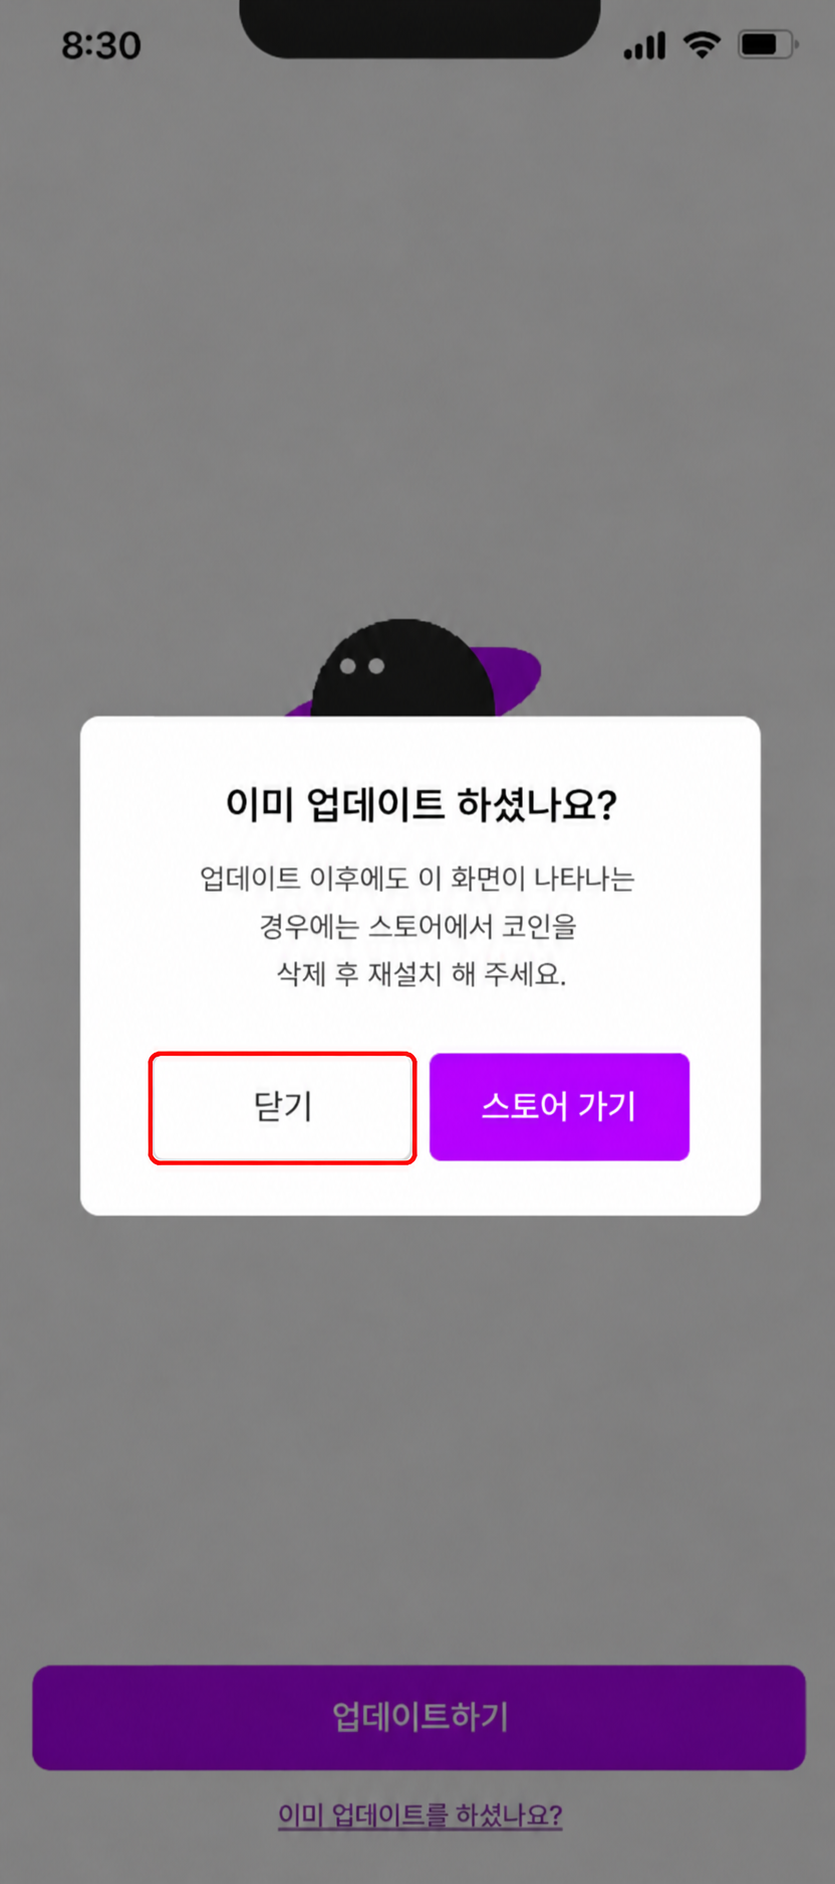 8:30
이미 업데이트 하셨나요?
업데이트 이후에도 이 화면이 나타나는
경우에는 스토어에서 코인을
삭제 후 재설치 해 주세요.
닫기
스토어 가기
업데이트하기
이미 업데이트를 하셨나요?